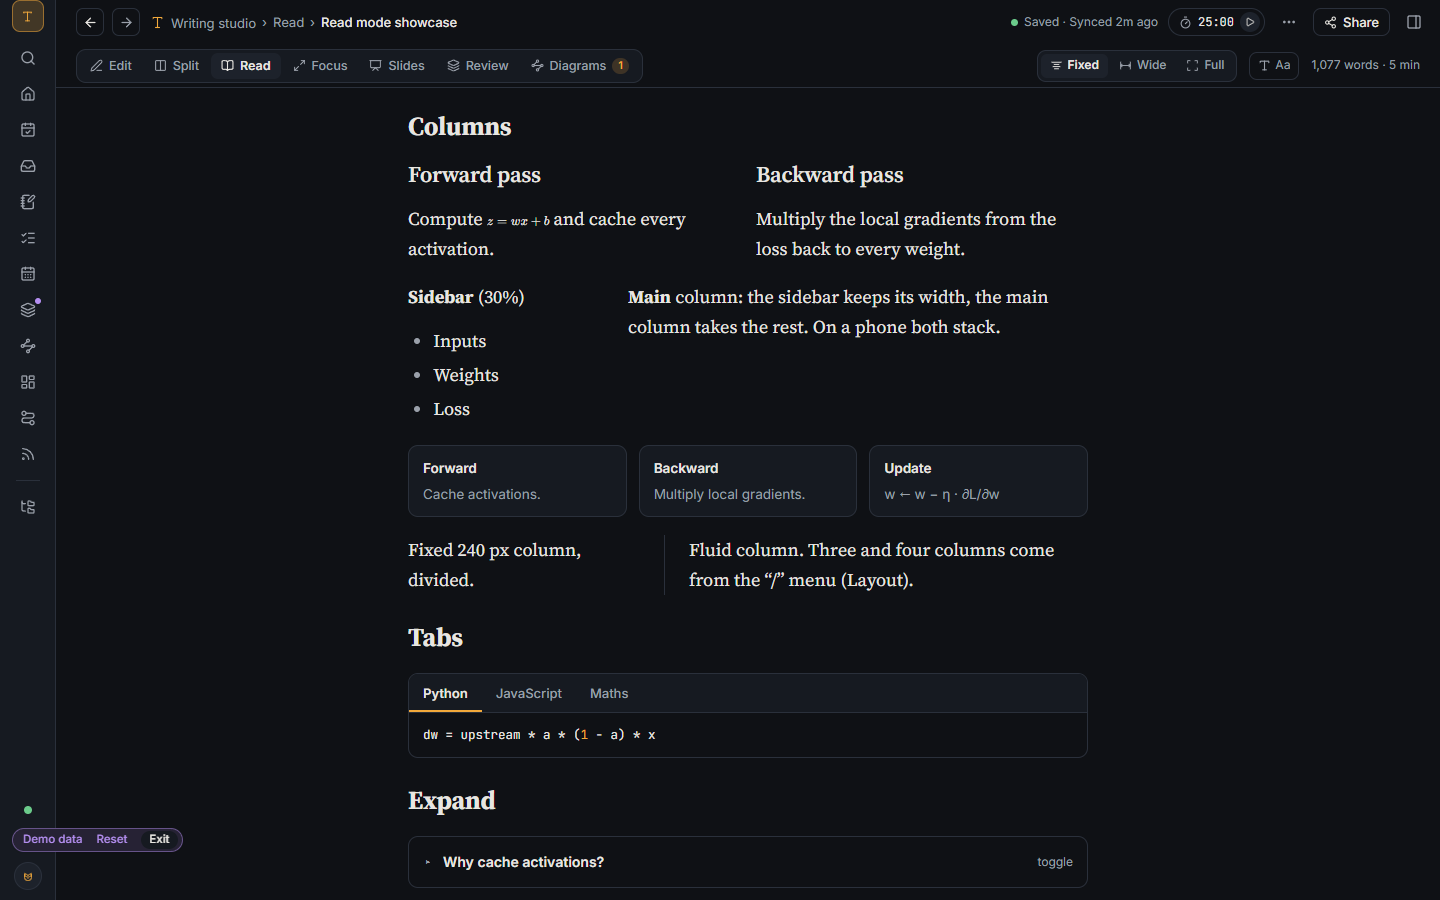 T
T Writing studio › Read › Read mode showcase
Saved · Synced 2m ago
25:00
Share
Edit
Split
Read
Focus
Slides
Review
Diagrams 1
Fixed
Wide
Full
T Aa
1,077 words · 5 min
Columns
Forward pass
Compute z = wx + b and cache every
activation.
Backward pass
Multiply the local gradients from the
loss back to every weight.
Sidebar (30%)
• Inputs
• Weights
• Loss
Main column: the sidebar keeps its width, the main
column takes the rest. On a phone both stack.
Forward
Cache activations.
Backward
Multiply local gradients.
Update
w ← w − η · ∂L/∂w
Fixed 240 px column,
divided.
Fluid column. Three and four columns come
from the “/” menu (Layout).
Tabs
Python
JavaScript
Maths
dw = upstream * a * (1 - a) * x
Expand
Why cache activations?
toggle
Demo data
Reset
Exit